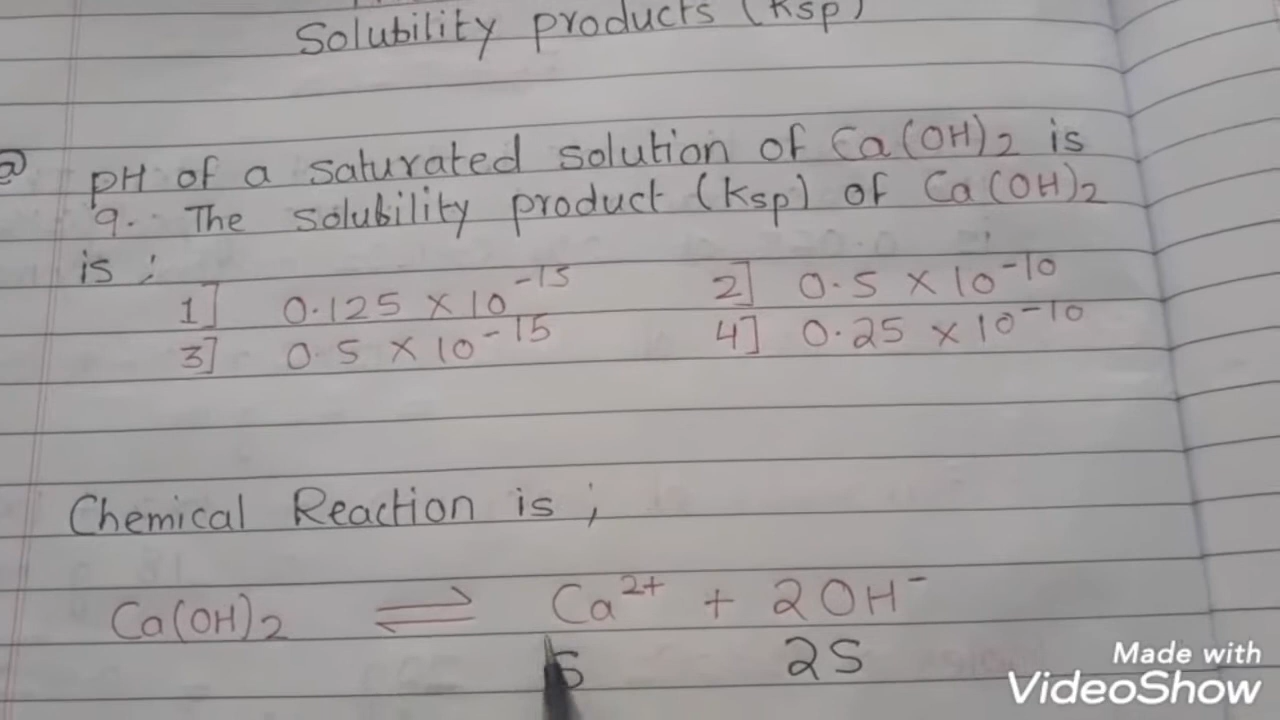 Solubility products (Ksp)
pH of a saturated solution of Ca(OH)2 is
9. The solubility product (Ksp) of Ca(OH)2
is ;
1] 0.125 × 10^-15 2] 0.5 × 10^-10
3] 0.5 × 10^-15 4] 0.25 × 10^-10
Chemical Reaction is ;
Ca(OH)2 ⇌ Ca²⁺ + 2OH⁻
S 2S
Made with
VideoShow